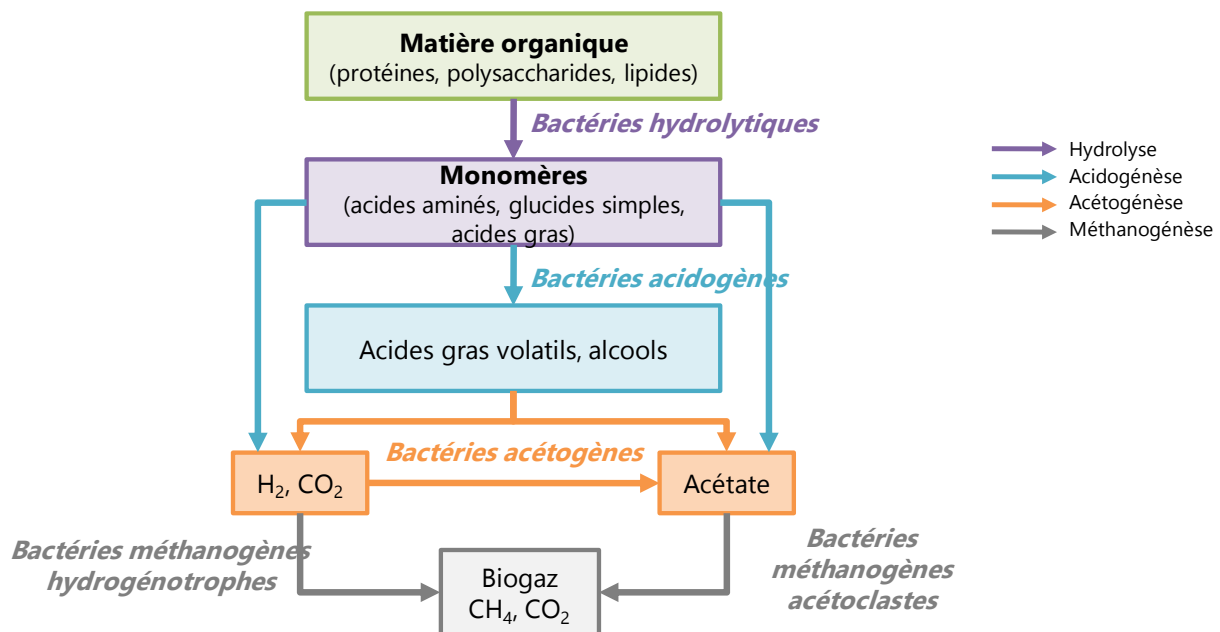 Matière organique
(protéines, polysaccharides, lipides)
Bactéries hydrolytiques
Monomères
(acides aminés, glucides simples,
acides gras)
Bactéries acidogènes
Acides gras volatils, alcools
Bactéries acétogènes
H₂, CO₂
Acétate
Bactéries méthanogènes
hydrogénotrophes
Bactéries
méthanogènes
acétoclastes
Biogaz
CH₄, CO₂
Hydrolyse
Acidogénèse
Acétogénèse
Méthanogénèse